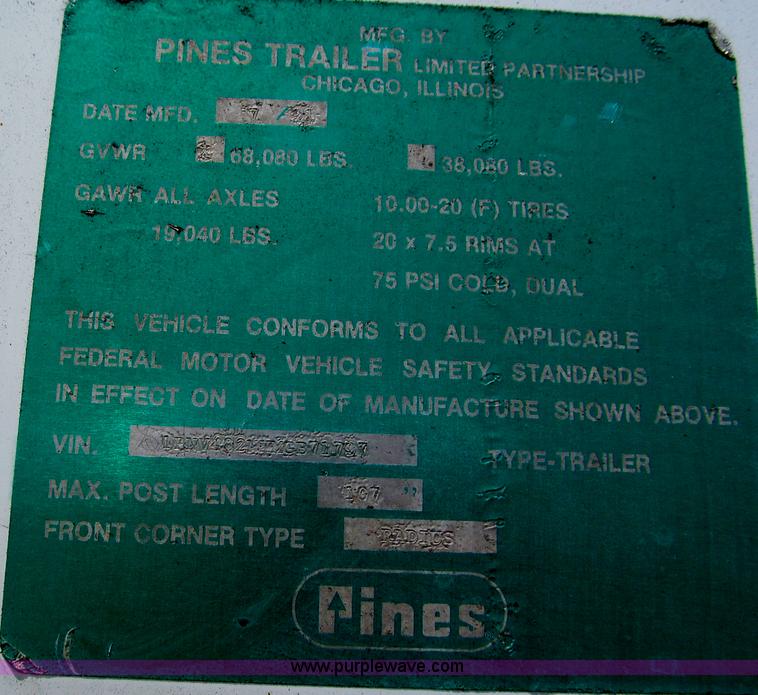 MFG. BY
PINES TRAILER LIMITED PARTNERSHIP
CHICAGO, ILLINOIS
DATE MFD.
GVWR 68,080 LBS. 38,080 LBS.
GAWR ALL AXLES 10.00-20 (F) TIRES
19,040 LBS. 20 x 7.5 RIMS AT
75 PSI COLD, DUAL
THIS VEHICLE CONFORMS TO ALL APPLICABLE
FEDERAL MOTOR VEHICLE SAFETY STANDARDS
IN EFFECT ON DATE OF MANUFACTURE SHOWN ABOVE.
VIN. TYPE-TRAILER
MAX. POST LENGTH 107 "
FRONT CORNER TYPE RADIUS
Pines
www.purplewave.com